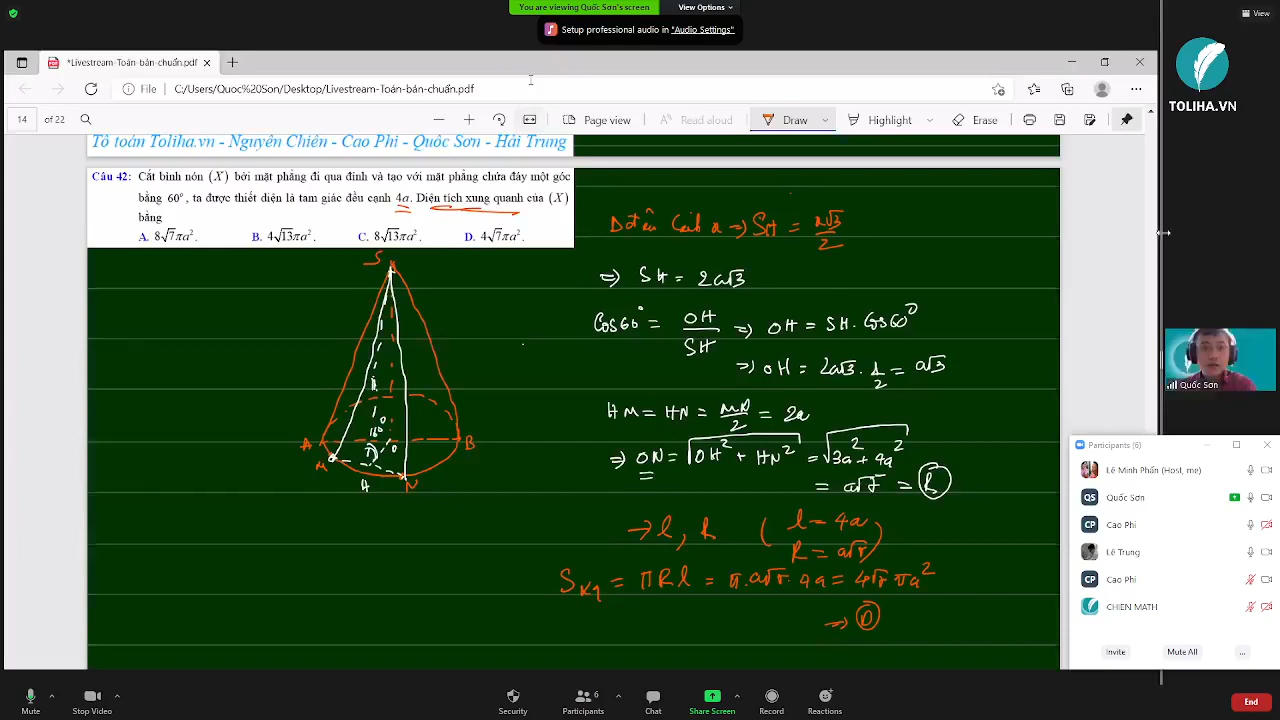 You are viewing Quốc Sơn's screen
View Options
View
Setup professional audio in "Audio Settings"
*Livestream-Toán-bản-chuẩn.pdf
File
C:/Users/Quoc%20Son/Desktop/Livestream-Toán-bản-chuẩn.pdf
14 of 22
Page view
Read aloud
Draw
Highlight
Erase
TOLIHA.VN
Tổ toán Toliha.vn - Nguyễn Chiến - Cao Phi - Quốc Sơn - Hải Trung
Câu 42: Cắt hình nón (X) bởi mặt phẳng đi qua đỉnh và tạo với mặt phẳng chứa đáy một góc
bằng 60°, ta được thiết diện là tam giác đều cạnh 4a. Diện tích xung quanh của (X)
bằng
A. 8√7πa². B. 4√13πa². C. 8√13πa². D. 4√7πa².
S
A
B
M
H
N
60°
SH = x√3/2
=> SH = 2a√3
Cos60° = OH/SH => OH = SH. Cos60°
=> OH = 2a√3 . 1/2 = a√3
HM = HN = MN/2 = 2a
=> ON = √(OH² + HN²) = √(3a² + 4a²)
= a√7 = R
→ l, R (l = 4a
R = a√7)
Sxq = πRl = π.a√7.4a = 4√7 πa²
=> D
Quốc Sơn
Participants (6)
Lê Minh Phấn (Host, me)
QS Quốc Sơn
CP Cao Phi
Lê Trung
CP Cao Phi
CHIEN MATH
Invite
Mute All
...
Mute
Stop Video
Security
Participants
6
Chat
Share Screen
Record
Reactions
End